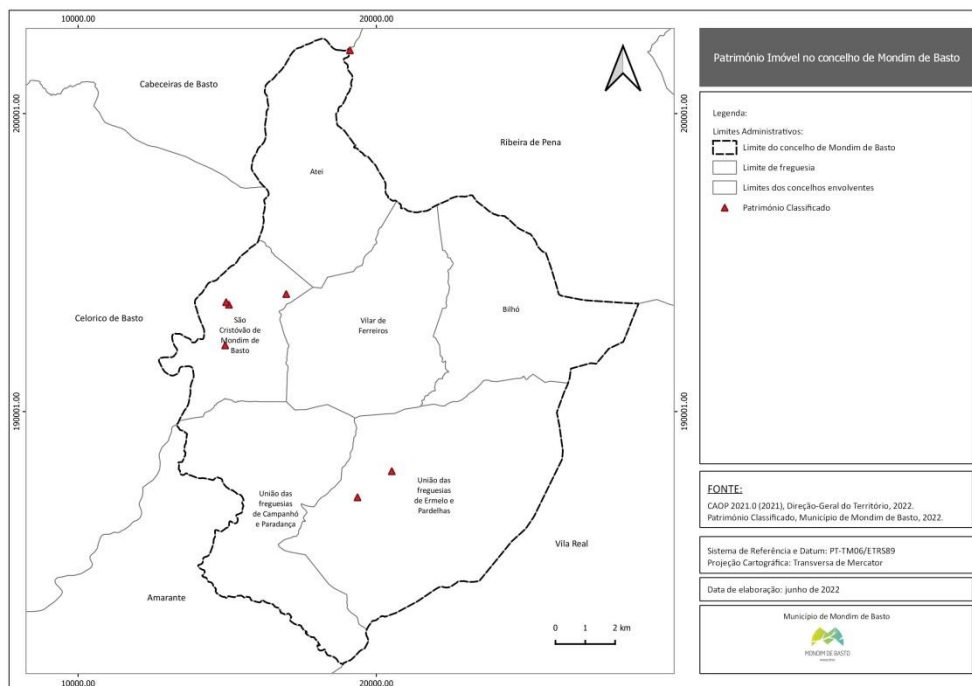 10000.00
20000.00
Património Imóvel no concelho de Mondim de Basto
Cabeceiras de Basto
200001.00
200001.00
Ribeira de Pena
Atei
Legenda:
Limites Administrativos:
Limite do concelho de Mondim de Basto
Limite de freguesia
Limites dos concelhos envolventes
Património Classificado
Celorico de Basto
São
Cristóvão de
Mondim de
Basto
Vilar de
Ferreiros
Bilhó
190001.00
190001.00
União das
freguesias
de Campanhó
e Paradança
União das
freguesias
de Ermelo e
Pardelhas
Vila Real
Amarante
0 1 2 km
10000.00
20000.00
FONTE:
CAOP 2021.0 (2021), Direção-Geral do Território, 2022.
Património Classificado, Município de Mondim de Basto, 2022.
Sistema de Referência e Datum: PT-TM06/ETRS89
Projeção Cartográfica: Transversa de Mercator
Data de elaboração: junho de 2022
Município de Mondim de Basto
MONDIM DE BASTO